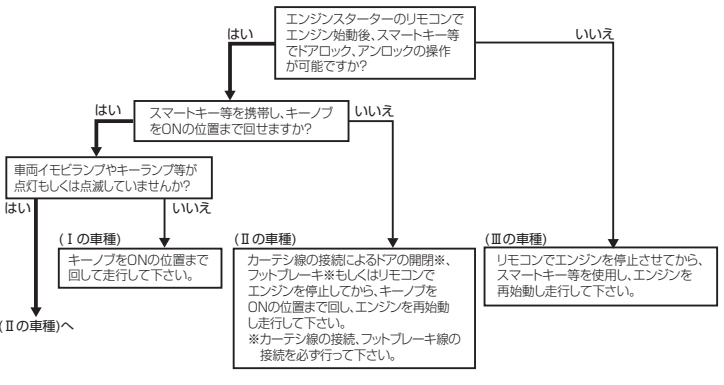 エンジンスターターのリモコンで
エンジン始動後、スマートキー等
でドアロック、アンロックの操作
が可能ですか?
はい
いいえ
スマートキー等を携帯し、キーノブ
をONの位置まで回せますか?
はい
いいえ
車両イモビランプやキーランプ等が
点灯もしくは点滅していませんか?
はい
いいえ
(Ⅰの車種)
キーノブをONの位置まで
回して走行して下さい。
(Ⅱの車種)
カーテシ線の接続によるドアの開閉※、
フットブレーキ※もしくはリモコンで
エンジンを停止してから、キーノブを
ONの位置まで回し、エンジンを再始動
し走行して下さい。
※カーテシ線の接続、フットブレーキ線の
接続を必ず行って下さい。
(Ⅲの車種)
リモコンでエンジンを停止させてから、
スマートキー等を使用し、エンジンを
再始動し走行して下さい。
(Ⅱの車種)へ